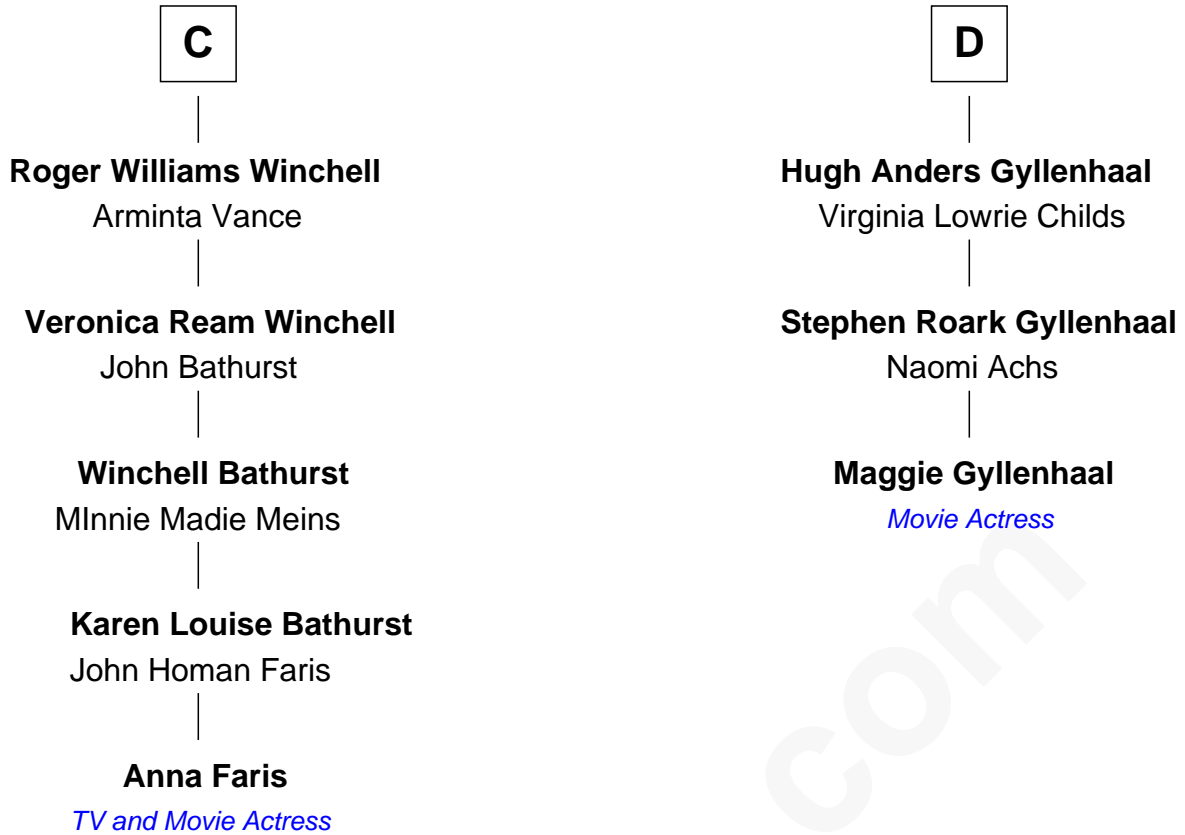 C
Roger Williams Winchell
Arminta Vance
Veronica Ream Winchell
John Bathurst
Winchell Bathurst
MInnie Madie Meins
Karen Louise Bathurst
John Homan Faris
Anna Faris
TV and Movie Actress
D
Hugh Anders Gyllenhaal
Virginia Lowrie Childs
Stephen Roark Gyllenhaal
Naomi Achs
Maggie Gyllenhaal
Movie Actress
com